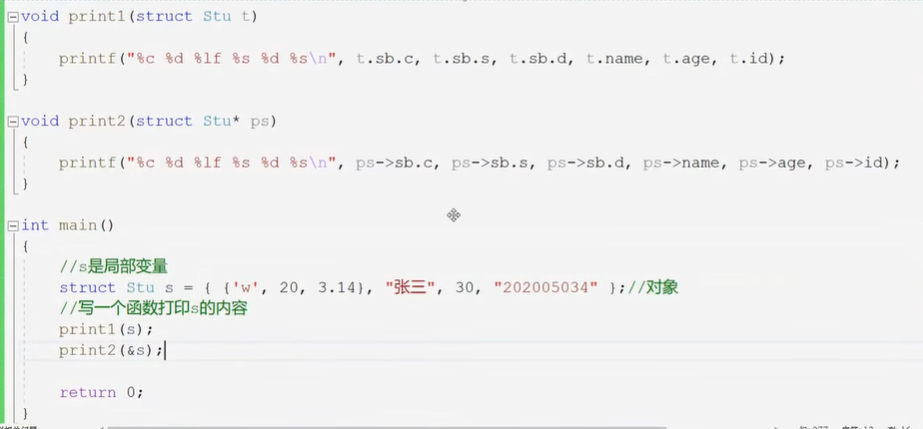 void print1(struct Stu t)
{
printf("%c %d %lf %s %d %s\n", t.sb.c, t.sb.s, t.sb.d, t.name, t.age, t.id);
}
void print2(struct Stu* ps)
{
printf("%c %d %lf %s %d %s\n", ps->sb.c, ps->sb.s, ps->sb.d, ps->name, ps->age, ps->id);
}
int main()
{
//s是局部变量
struct Stu s = { {'w', 20, 3.14}, "张三", 30, "202005034" };//对象
//写一个函数打印s的内容
print1(s);
print2(&s);
return 0;
}